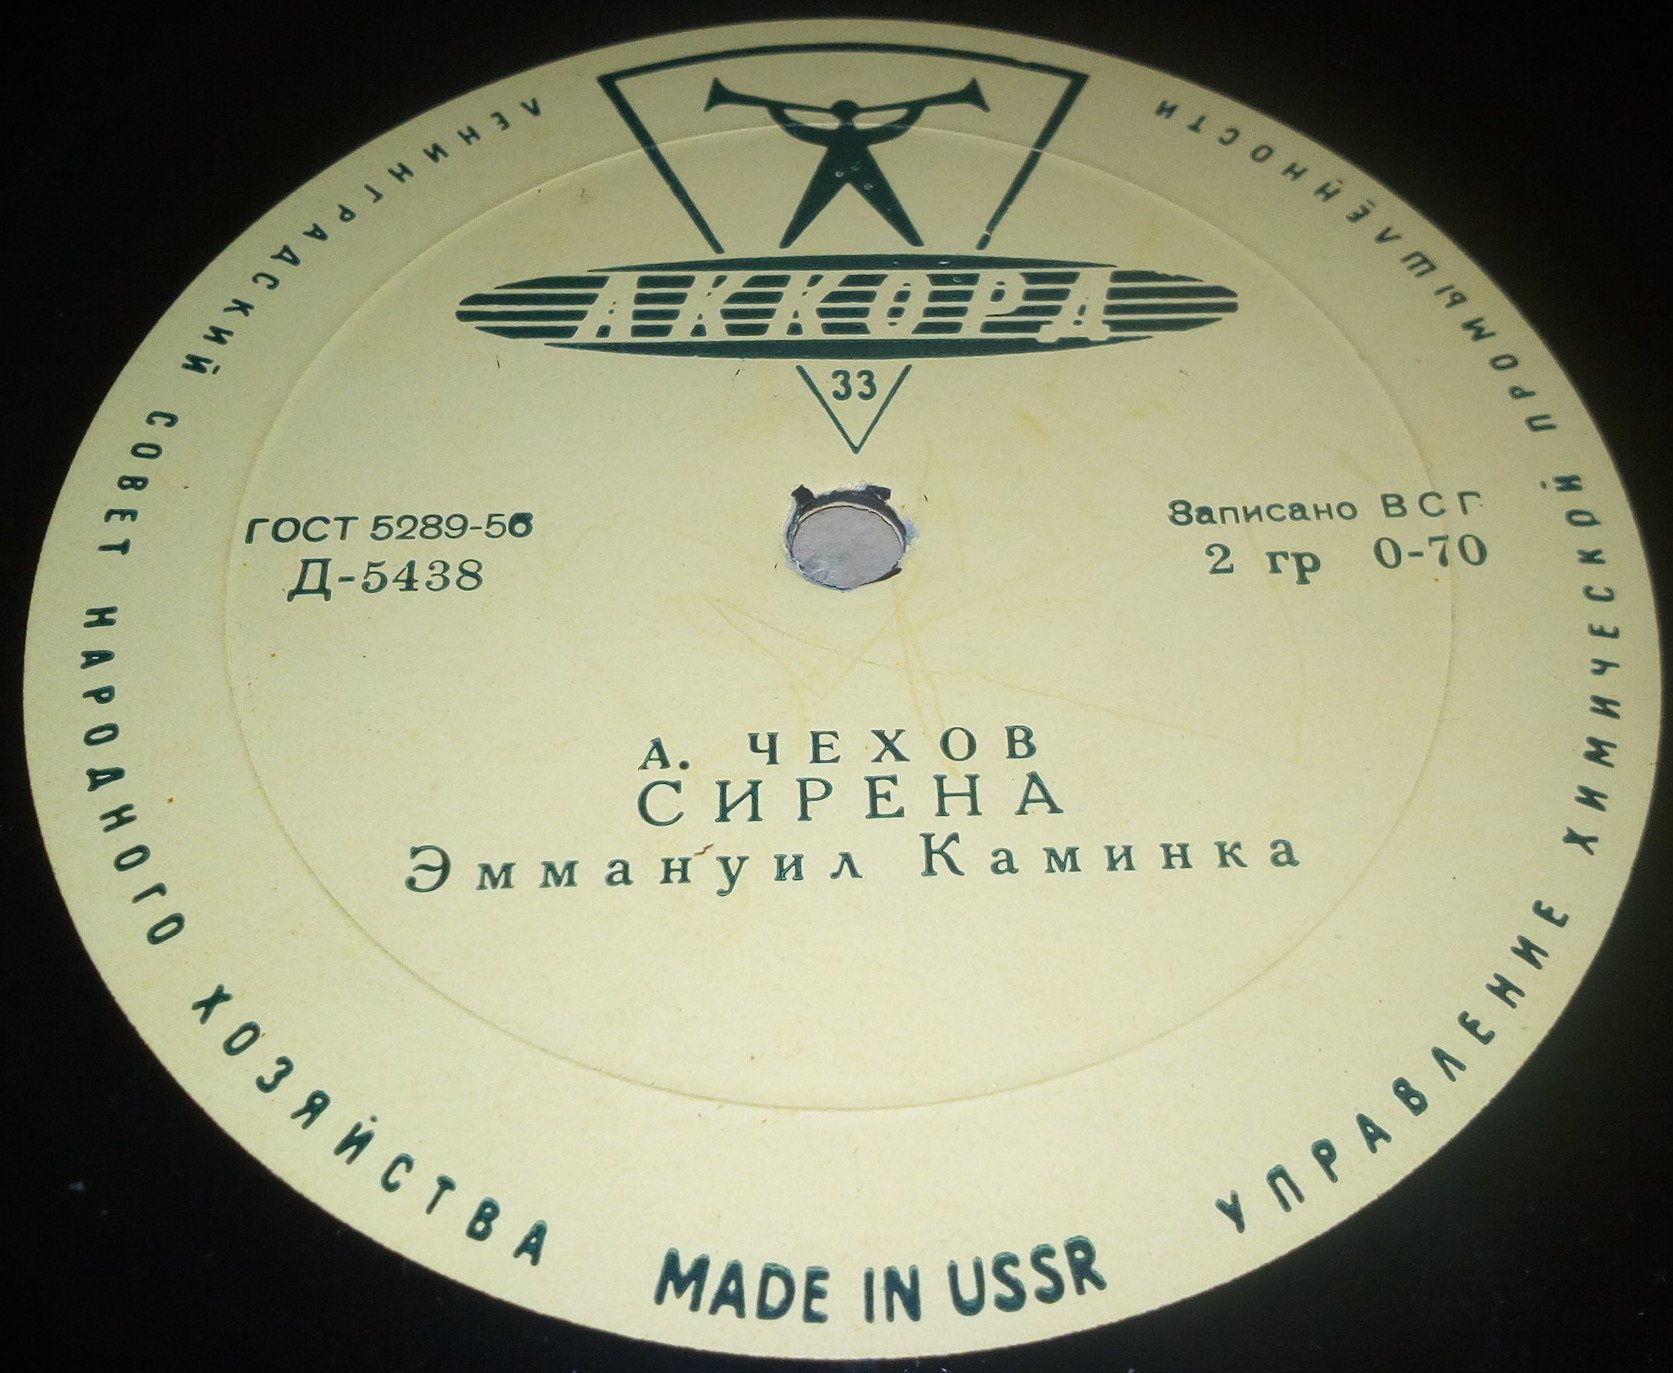 ЛЕНИНГРАДСКИЙ СОВЕТ НАРОДНОГО ХОЗЯЙСТВА
УПРАВЛЕНИЕ ХИМИЧЕСКОЙ ПРОМЫШЛЕННОСТИ
АККОРД
33
ГОСТ 5289-56
Д-5438
Записано ВСГ
2 гр 0-70
А. ЧЕХОВ
СИРЕНА
Эммануил Каминка
MADE IN USSR